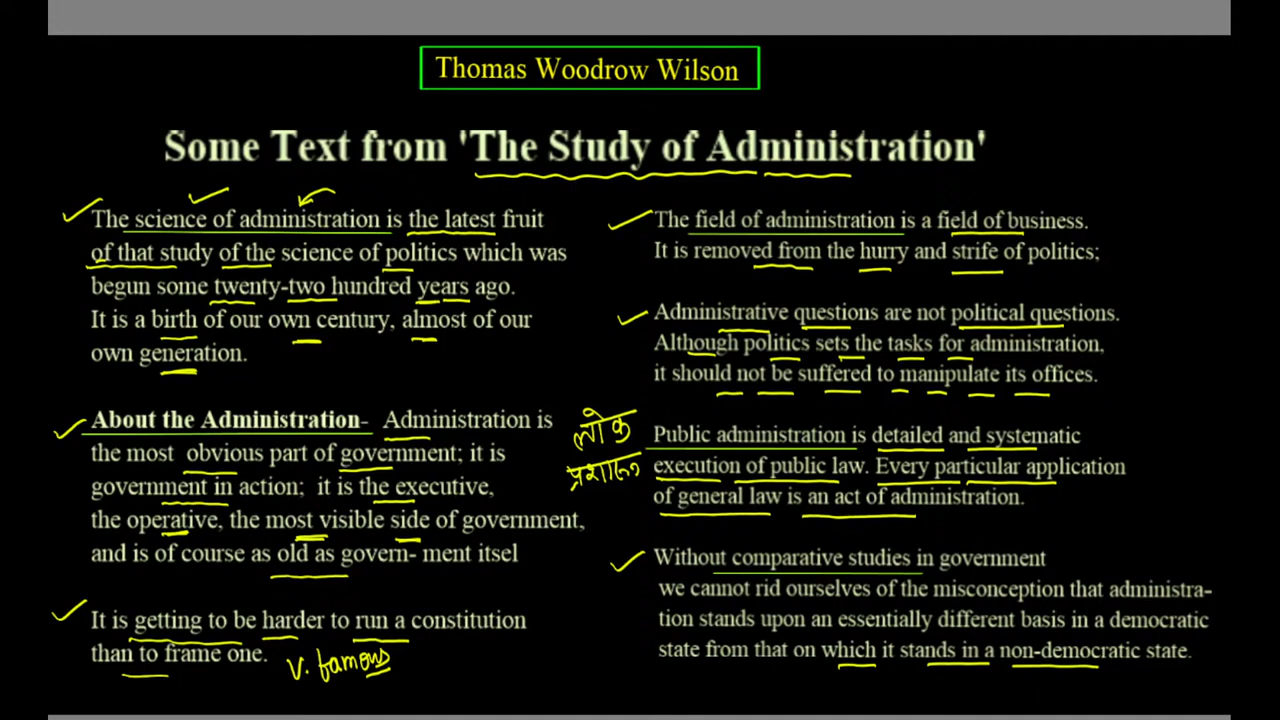 Thomas Woodrow Wilson
Some Text from 'The Study of Administration'
The science of administration is the latest fruit
of that study of the science of politics which was
begun some twenty-two hundred years ago.
It is a birth of our own century, almost of our
own generation.
About the Administration- Administration is
the most obvious part of government; it is
government in action; it is the executive,
the operative, the most visible side of government,
and is of course as old as govern- ment itsel
It is getting to be harder to run a constitution
than to frame one.
V. famous
The field of administration is a field of business.
It is removed from the hurry and strife of politics;
Administrative questions are not political questions.
Although politics sets the tasks for administration,
it should not be suffered to manipulate its offices.
लोक
Public administration is detailed and systematic
execution of public law. Every particular application
of general law is an act of administration.
Without comparative studies in government
we cannot rid ourselves of the misconception that administra-
tion stands upon an essentially different basis in a democratic
state from that on which it stands in a non-democratic state.